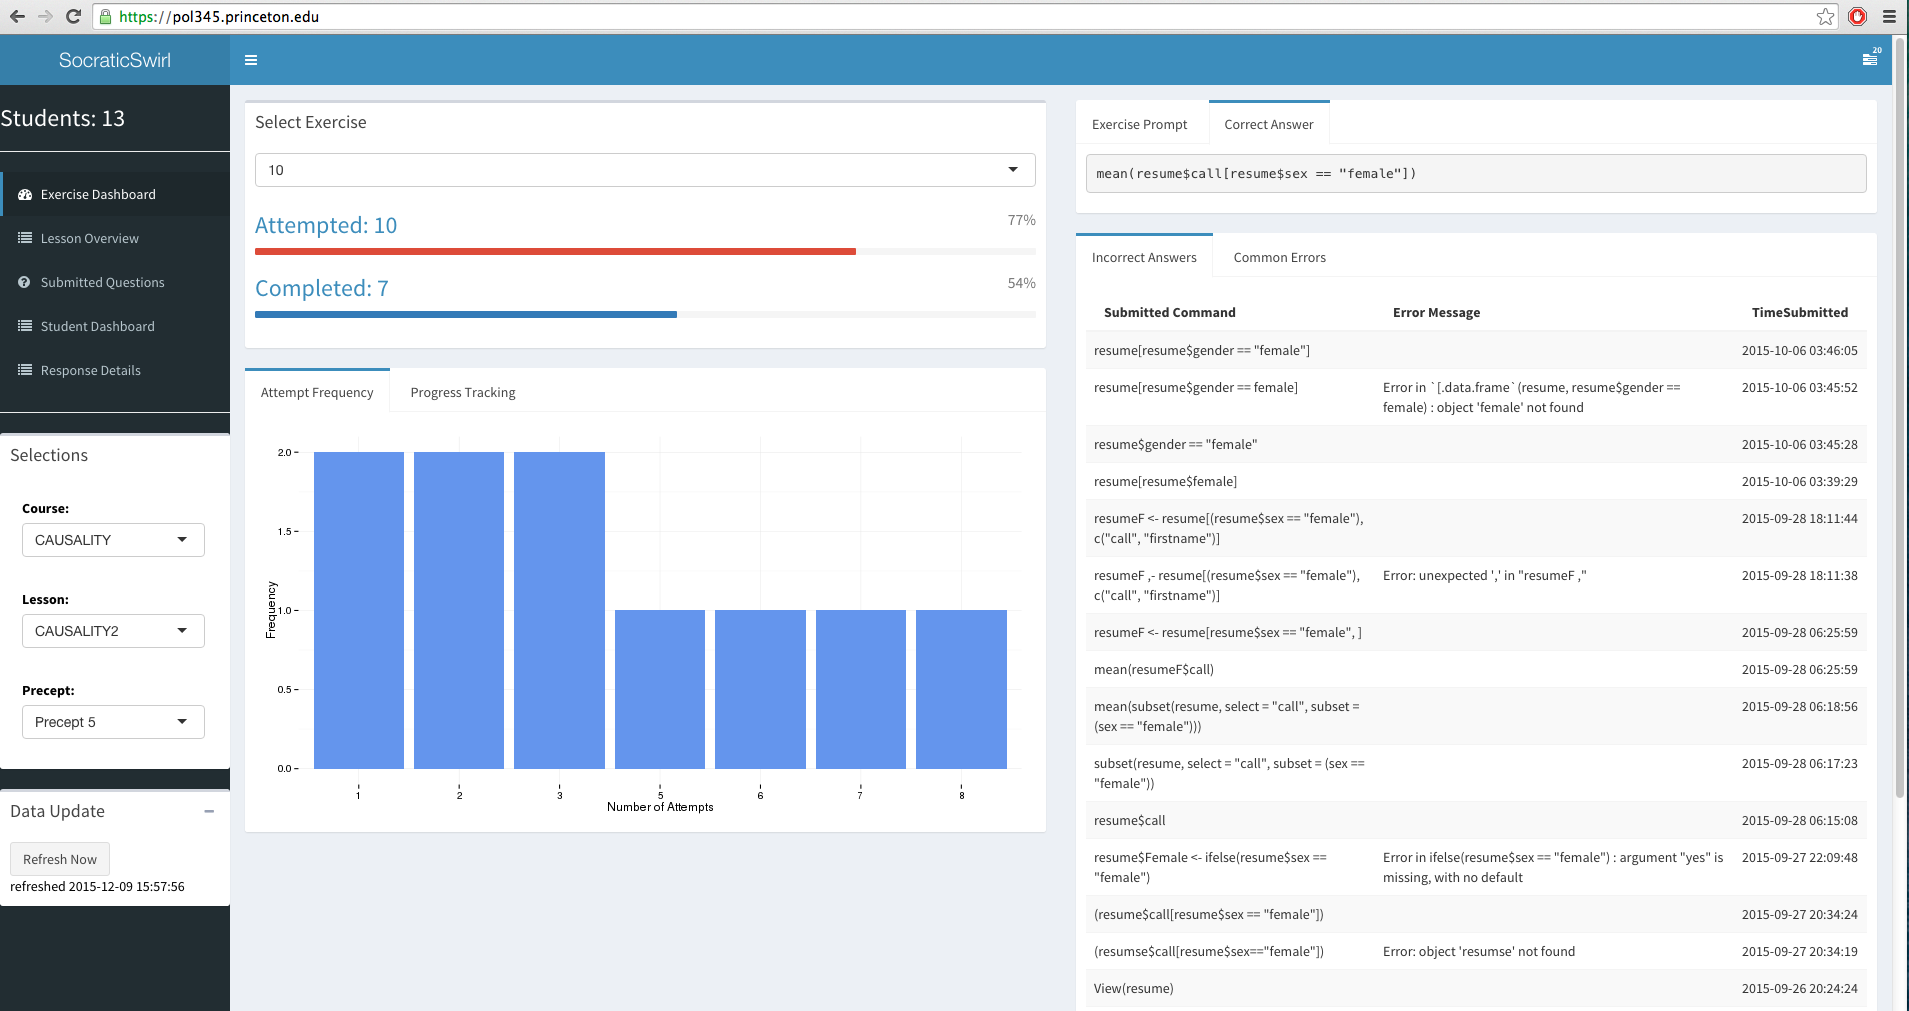 https://pol345.princeton.edu
SocraticSwirl
20
Students: 13
Exercise Dashboard
Lesson Overview
Submitted Questions
Student Dashboard
Response Details
Selections
Course:
CAUSALITY
Lesson:
CAUSALITY2
Precept:
Precept 5
Data Update
Refresh Now
refreshed 2015-12-09 15:57:56
Select Exercise
10
Attempted: 10 77%
Completed: 7 54%
Attempt Frequency Progress Tracking
2.0
1.5
1.0
0.5
0.0
Frequency
1 2 3 5 6 7 8
Number of Attempts
Exercise Prompt Correct Answer
mean(resume$call[resume$sex == "female"])
Incorrect Answers Common Errors
Submitted Command Error Message TimeSubmitted
resume[resume$gender == "female"] 2015-10-06 03:46:05
resume[resume$gender == female] Error in `[.data.frame`(resume, resume$gender == 2015-10-06 03:45:52
female) : object 'female' not found
resume$gender == "female" 2015-10-06 03:45:28
resume[resume$female] 2015-10-06 03:39:29
resumeF <- resume[(resume$sex == "female"), 2015-09-28 18:11:44
c("call", "firstname")]
resumeF ,- resume[(resume$sex == "female"), Error: unexpected ',' in "resumeF ," 2015-09-28 18:11:38
c("call", "firstname")]
resumeF <- resume[resume$sex == "female", ] 2015-09-28 06:25:59
mean(resumeF$call) 2015-09-28 06:25:59
mean(subset(resume, select = "call", subset = 2015-09-28 06:18:56
(sex == "female")))
subset(resume, select = "call", subset = (sex == 2015-09-28 06:17:23
"female"))
resume$call 2015-09-28 06:15:08
resume$Female <- ifelse(resume$sex == Error in ifelse(resume$sex == "female") : argument "yes" is 2015-09-27 22:09:48
"female") missing, with no default
(resume$call[resume$sex == "female"]) 2015-09-27 20:34:24
(resumse$call[resume$sex=="female"]) Error: object 'resumse' not found 2015-09-27 20:34:19
View(resume) 2015-09-26 20:24:24